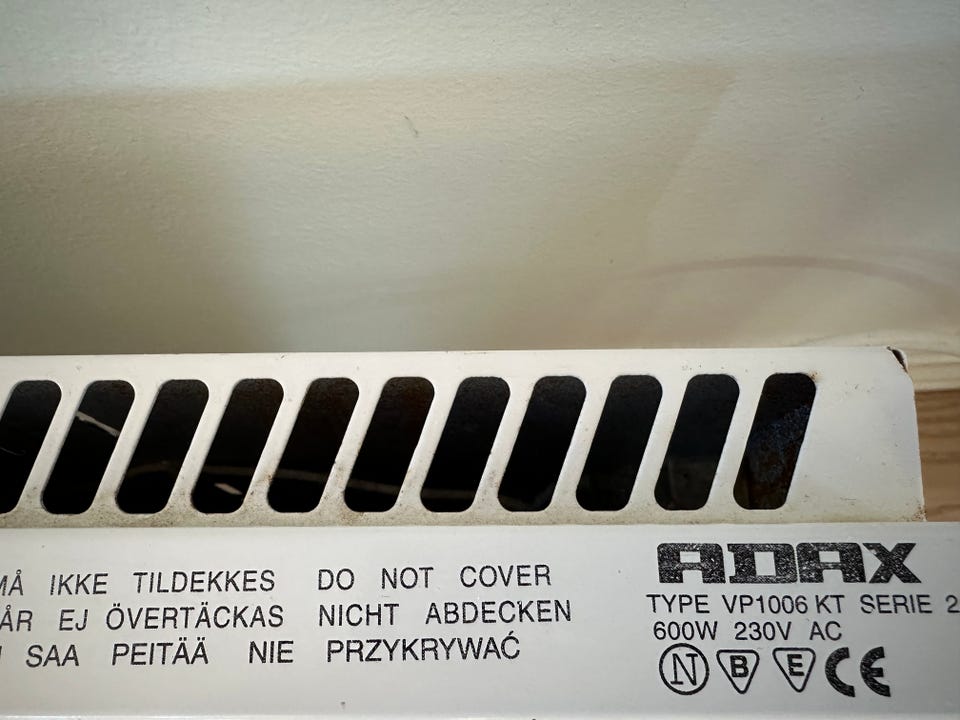 MÅ IKKE TILDEKKES DO NOT COVER
ÅR EJ ÖVERTÄCKAS NICHT ABDECKEN
SAA PEITÄÄ NIE PRZYKRYWAĆ
ADAX
TYPE VP1006 KT SERIE 2
600W 230V AC
N B E CE